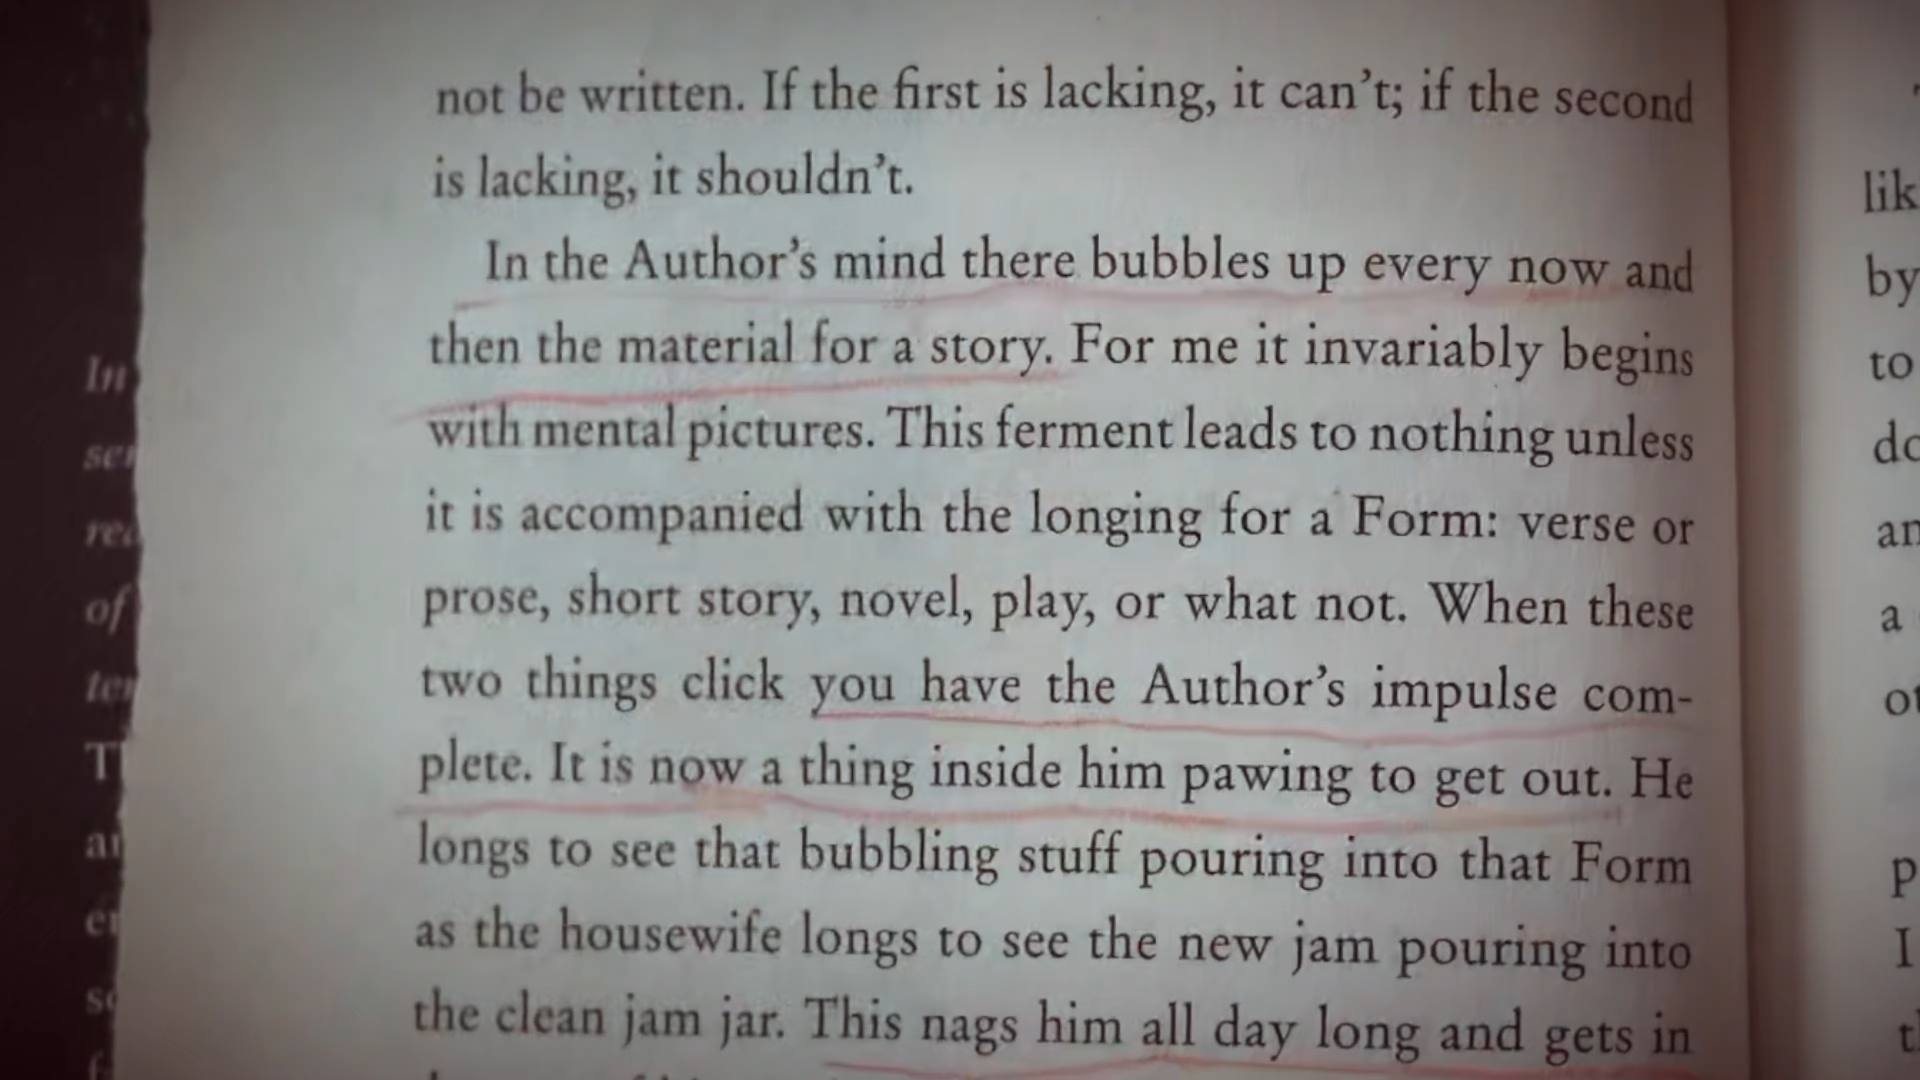 not be written. If the first is lacking, it can't; if the second
is lacking, it shouldn't.
In the Author's mind there bubbles up every now and
then the material for a story. For me it invariably begins
with mental pictures. This ferment leads to nothing unless
it is accompanied with the longing for a Form: verse or
prose, short story, novel, play, or what not. When these
two things click you have the Author's impulse com-
plete. It is now a thing inside him pawing to get out. He
longs to see that bubbling stuff pouring into that Form
as the housewife longs to see the new jam pouring into
the clean jam jar. This nags him all day long and gets in
In
of
by
to
a
I